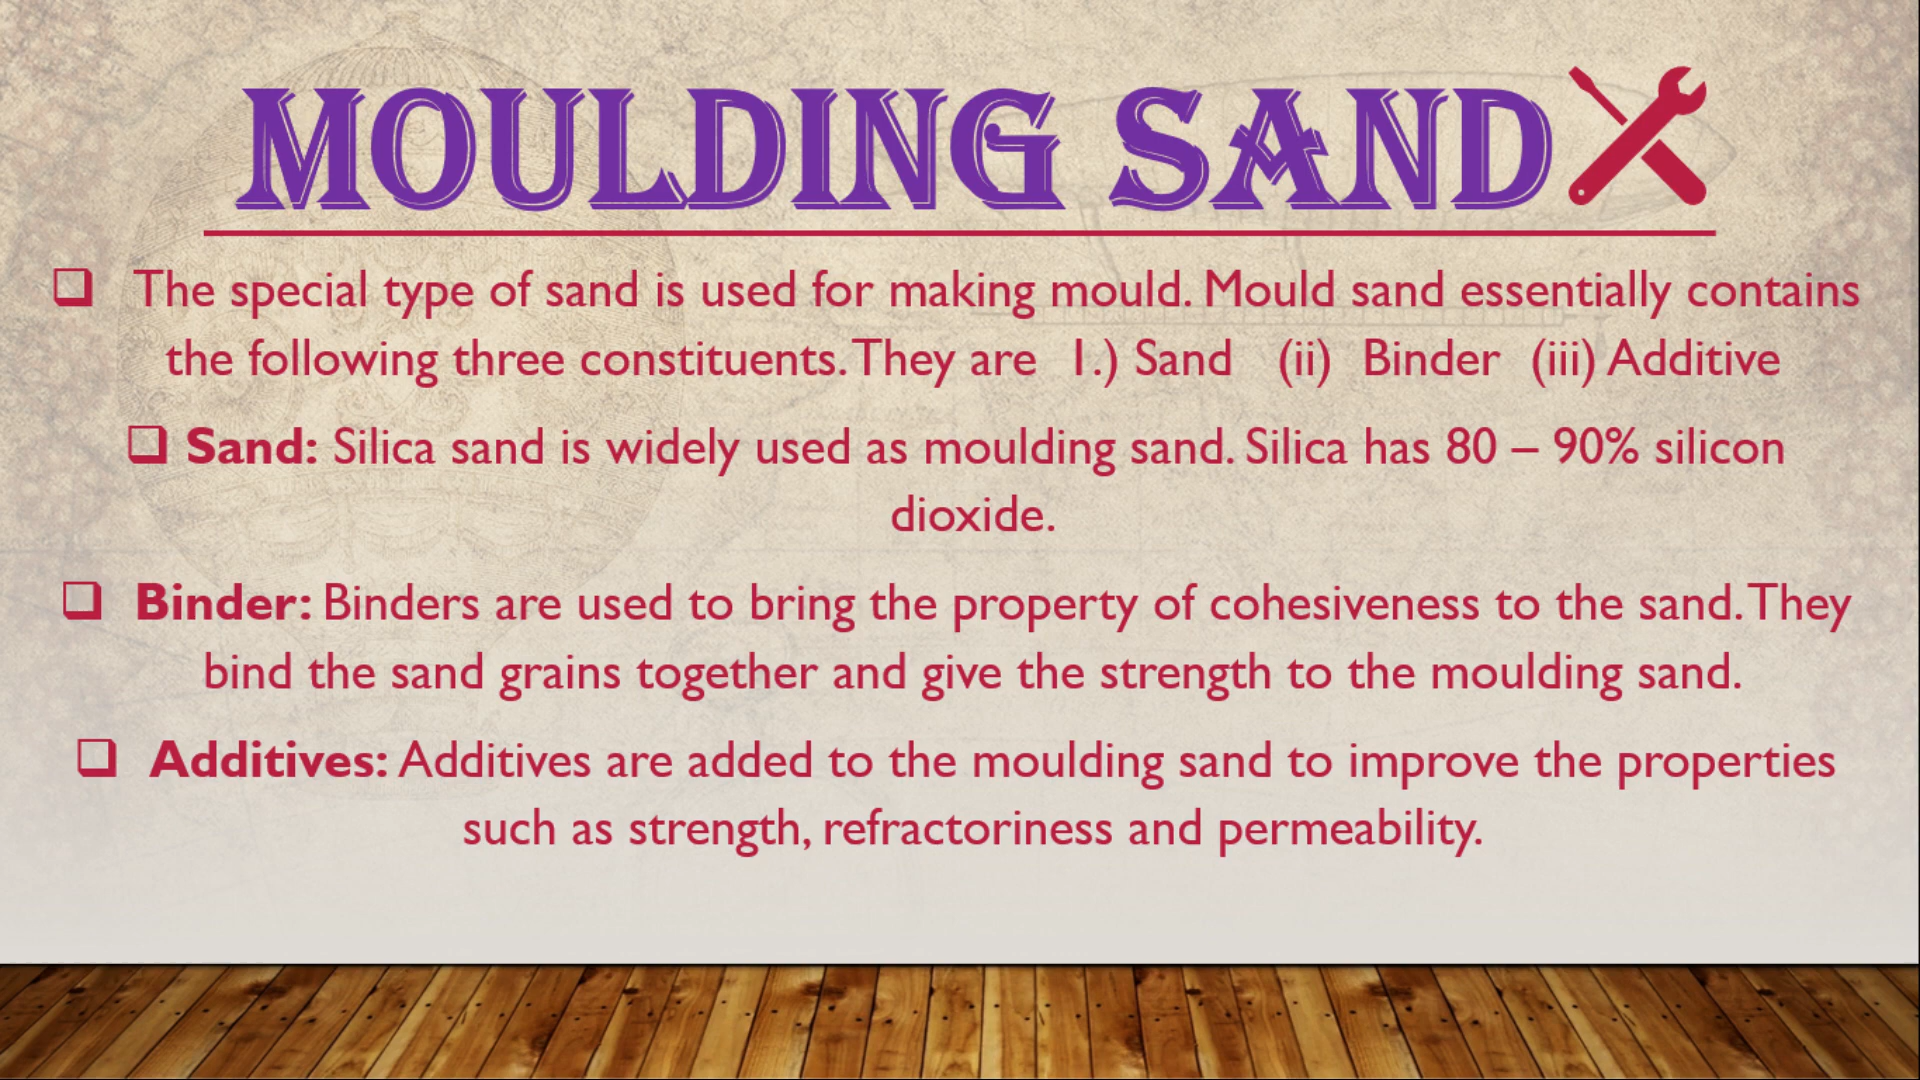 MOULDING SAND
❑ The special type of sand is used for making mould. Mould sand essentially contains
the following three constituents. They are 1.) Sand (ii) Binder (iii) Additive
❑ Sand: Silica sand is widely used as moulding sand. Silica has 80 – 90% silicon
dioxide.
❑ Binder: Binders are used to bring the property of cohesiveness to the sand. They
bind the sand grains together and give the strength to the moulding sand.
❑ Additives: Additives are added to the moulding sand to improve the properties
such as strength, refractoriness and permeability.